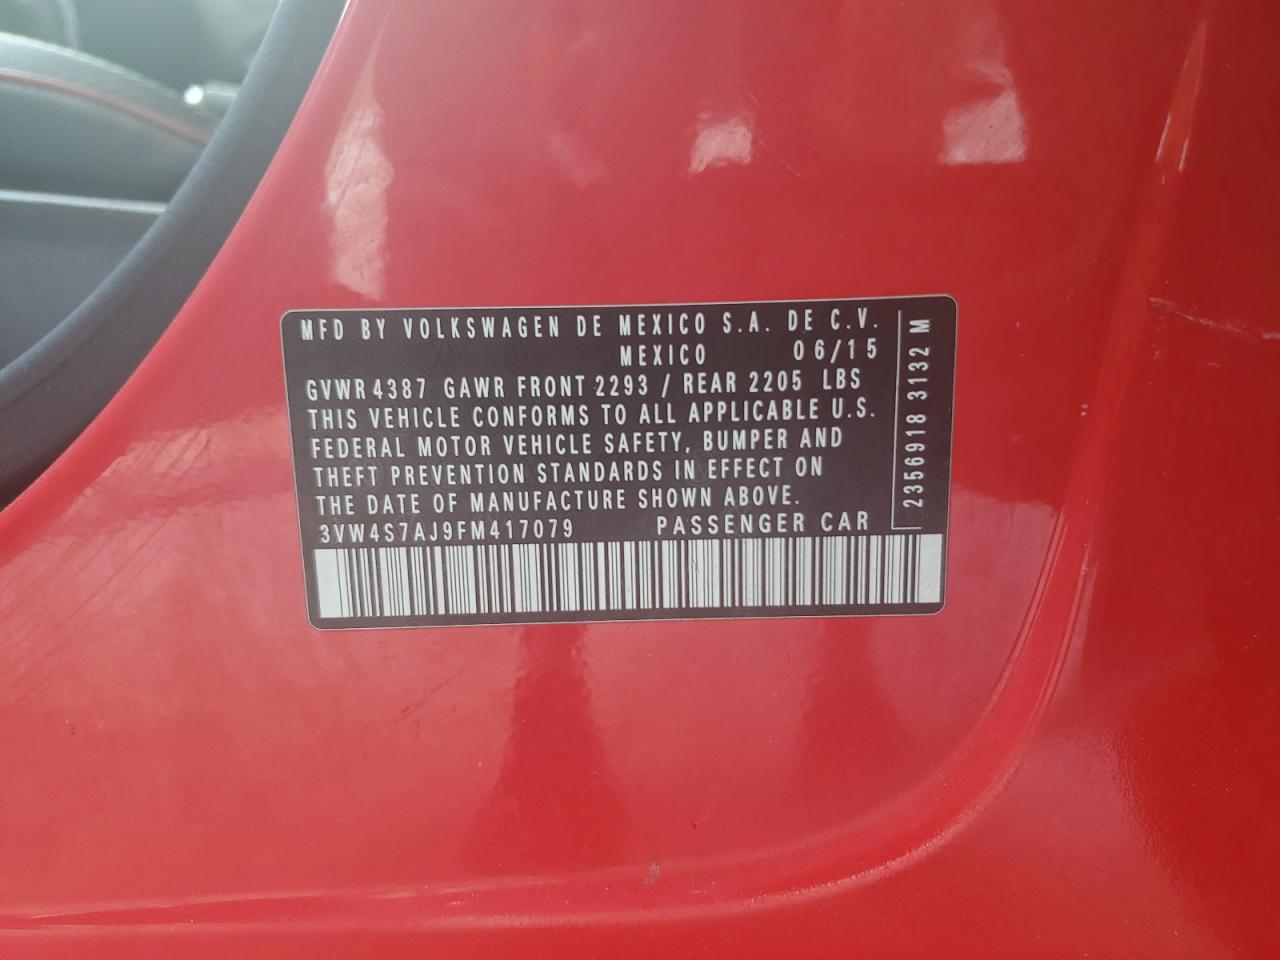 MFD BY VOLKSWAGEN DE MEXICO S.A. DE C.V.
MEXICO 06/15
GVWR 4387 GAWR FRONT 2293 / REAR 2205 LBS
THIS VEHICLE CONFORMS TO ALL APPLICABLE U.S.
FEDERAL MOTOR VEHICLE SAFETY, BUMPER AND
THEFT PREVENTION STANDARDS IN EFFECT ON
THE DATE OF MANUFACTURE SHOWN ABOVE.
3VW4S7AJ9FM417079 PASSENGER CAR
2356918 3132 M